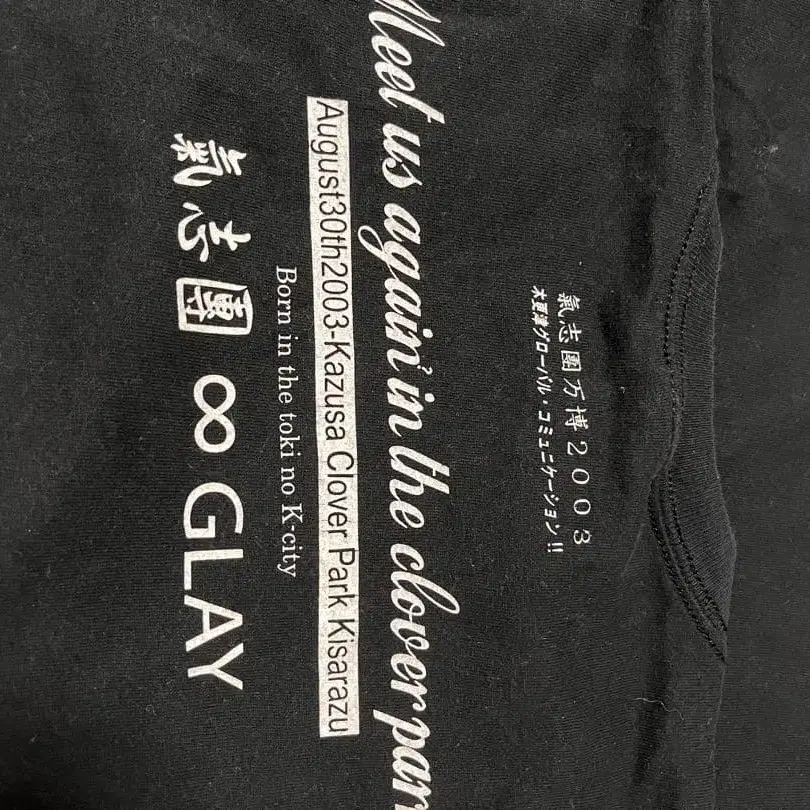 氣志團万博2003
木更津グローバル・コミュニケーション!!
Meet us again? in the clover par
August30th2003-Kazusa Clover Park Kisarazu
Born in the toki no K-city
氣志團 ∞ GLAY